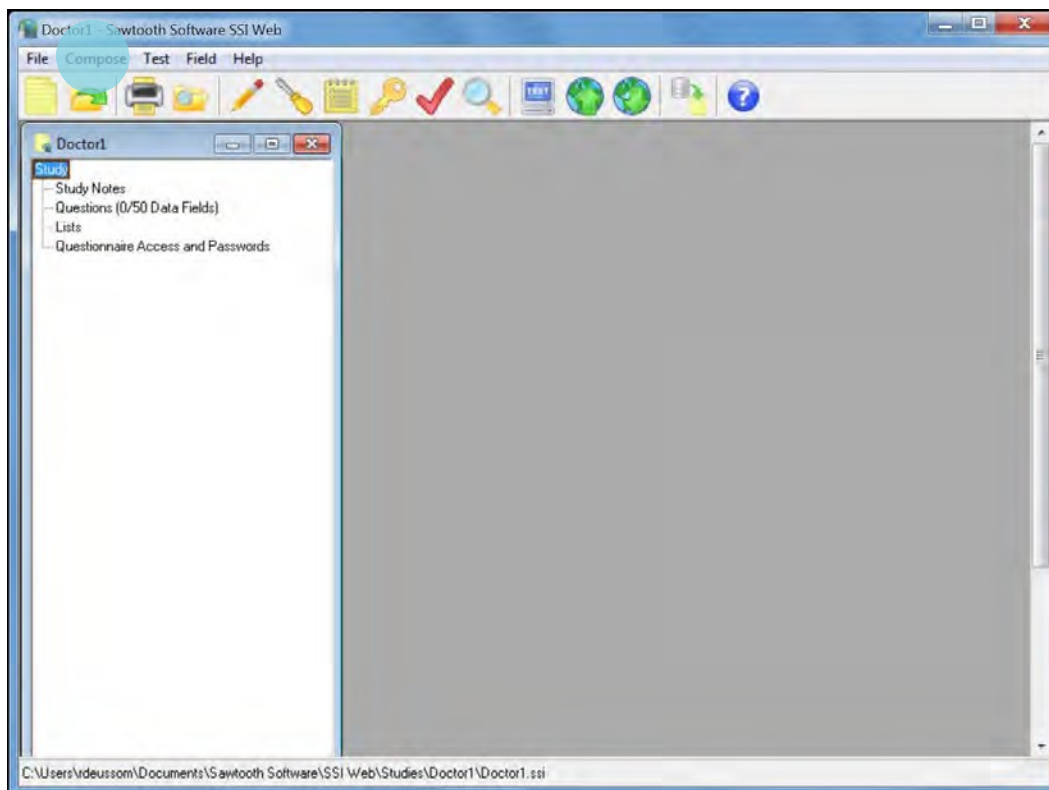 Doctor1 - Sawtooth Software SSI Web
File Compose Test Field Help
TEST
Doctor1
Study
Study Notes
Questions (0/50 Data Fields)
Lists
Questionnaire Access and Passwords
C:\Users\rdeussom\Documents\Sawtooth Software\SSI Web\Studies\Doctor1\Doctor1.ssi